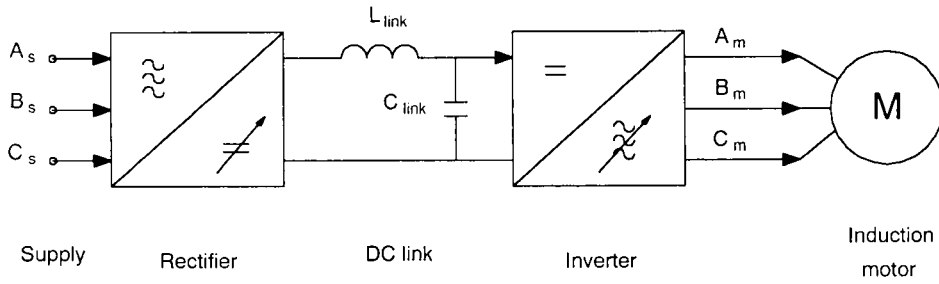 L link
A s
B s
C s
C link
A m
B m
C m
M
Supply
Rectifier
DC link
Inverter
Induction
motor